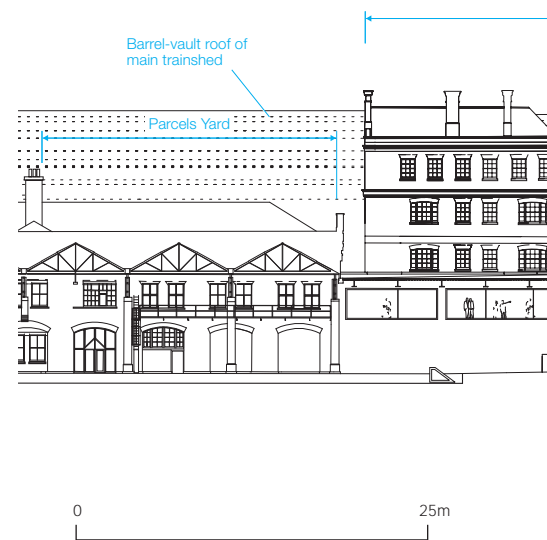 Barrel-vault roof of
main trainshed
Parcels Yard
0
25m